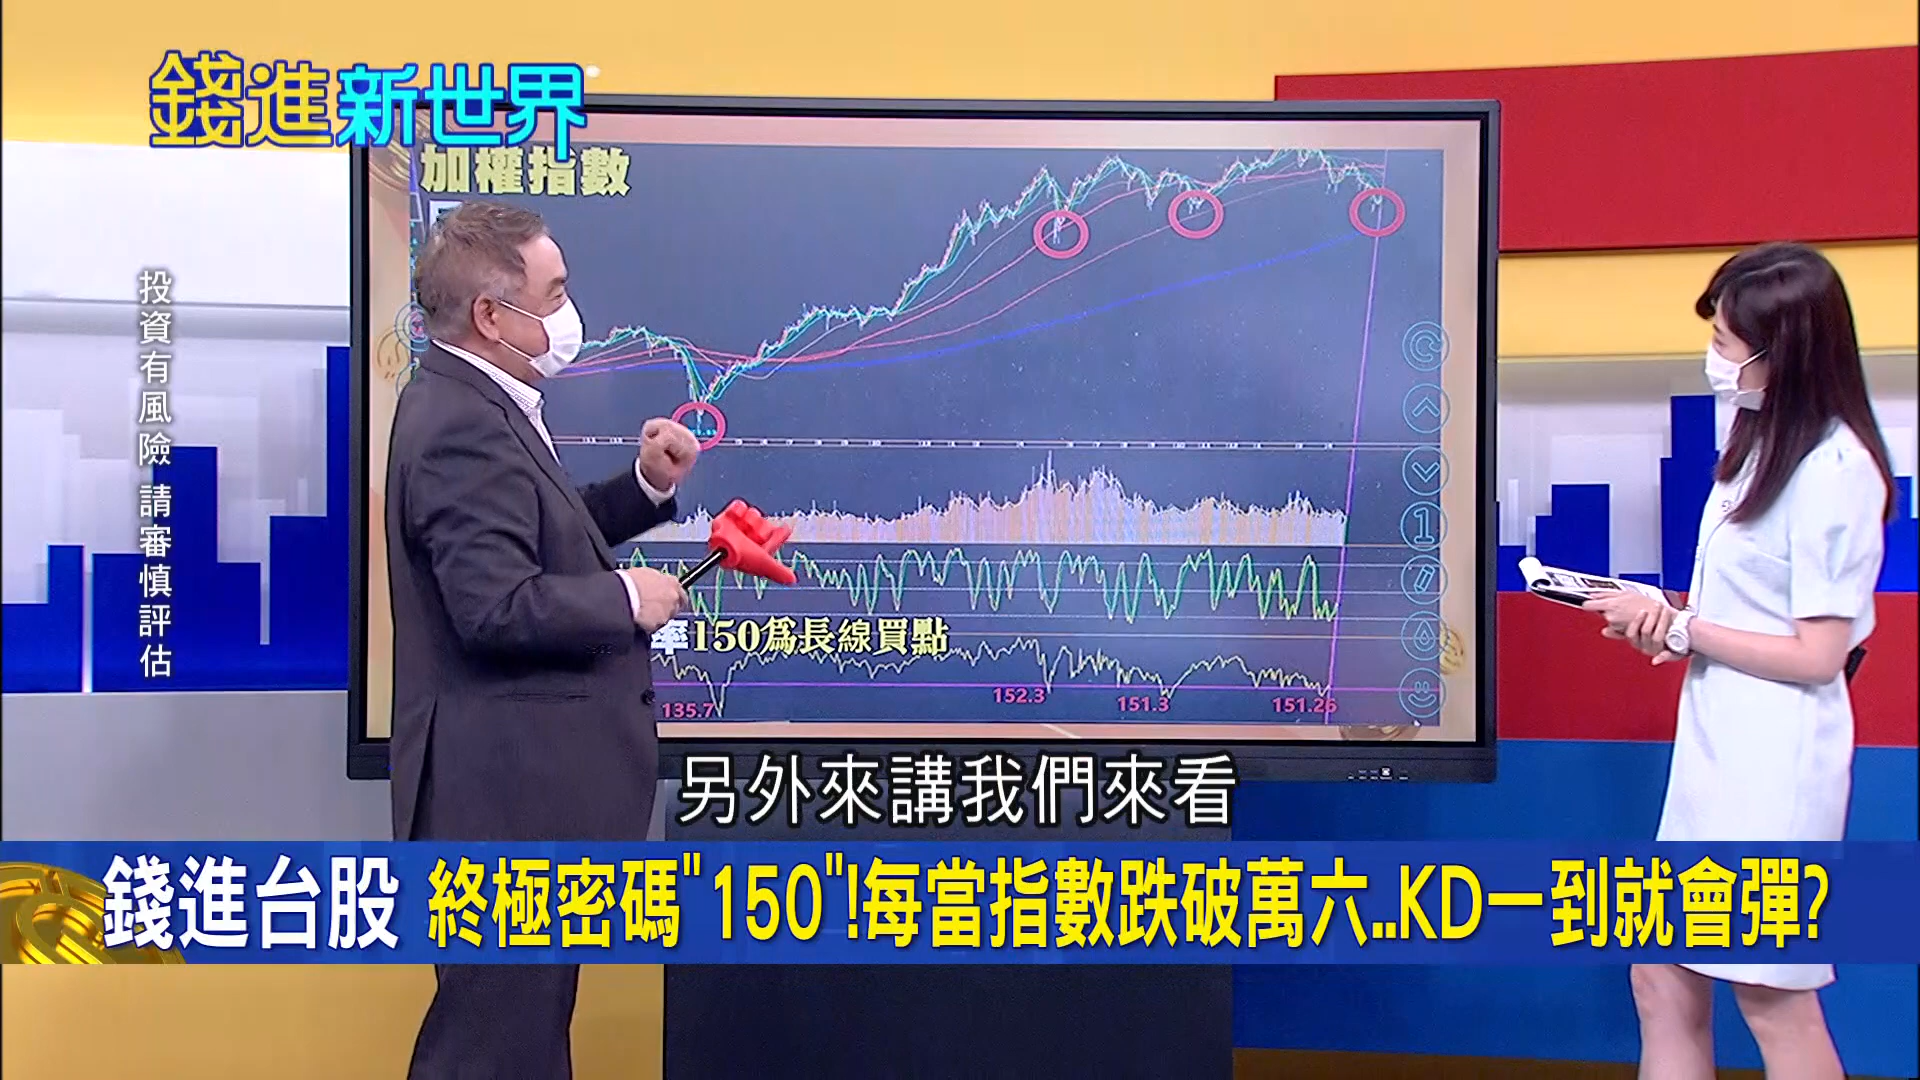 錢進新世界
加權指數
投資有風險 請審慎評估
1
率150為長線買點
135.7
152.3
151.3
151.26
另外來講我們來看
錢進台股 終極密碼"150"!每當指數跌破萬六..KD一到就會彈?